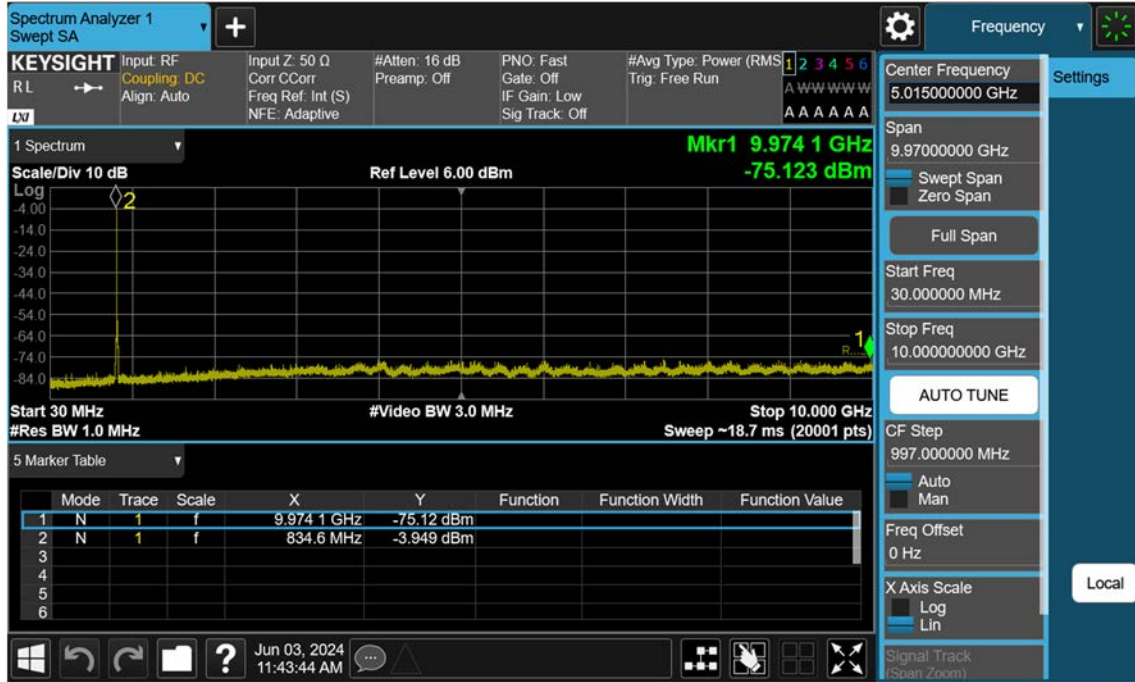 Spectrum Analyzer 1
Swept SA
Frequency
KEYSIGHT
R L
LXI
Input: RF
Coupling: DC
Align: Auto
Input Z: 50 Ω
Corr CCorr
Freq Ref: Int (S)
NFE: Adaptive
#Atten: 16 dB
Preamp: Off
PNO: Fast
Gate: Off
IF Gain: Low
Sig Track: Off
#Avg Type: Power (RMS
Trig: Free Run
1 2 3 4 5 6
A W W W W W
A A A A A A
1 Spectrum
Mkr1 9.974 1 GHz
-75.123 dBm
Scale/Div 10 dB
Ref Level 6.00 dBm
Log
-4.00
-14.0
-24.0
-34.0
-44.0
-54.0
-64.0
-74.0
-84.0
2
1
R...
Start 30 MHz
#Video BW 3.0 MHz
Stop 10.000 GHz
#Res BW 1.0 MHz
Sweep ~18.7 ms (20001 pts)
5 Marker Table
Mode Trace Scale X Y Function Function Width Function Value
1 N 1 f 9.974 1 GHz -75.12 dBm
2 N 1 f 834.6 MHz -3.949 dBm
3
4
5
6
?
Jun 03, 2024
11:43:44 AM
Center Frequency
5.015000000 GHz
Span
9.97000000 GHz
Swept Span
Zero Span
Full Span
Start Freq
30.000000 MHz
Stop Freq
10.000000000 GHz
AUTO TUNE
CF Step
997.000000 MHz
Auto
Man
Freq Offset
0 Hz
X Axis Scale
Log
Lin
Signal Track
(Span Zoom)
Settings
Local